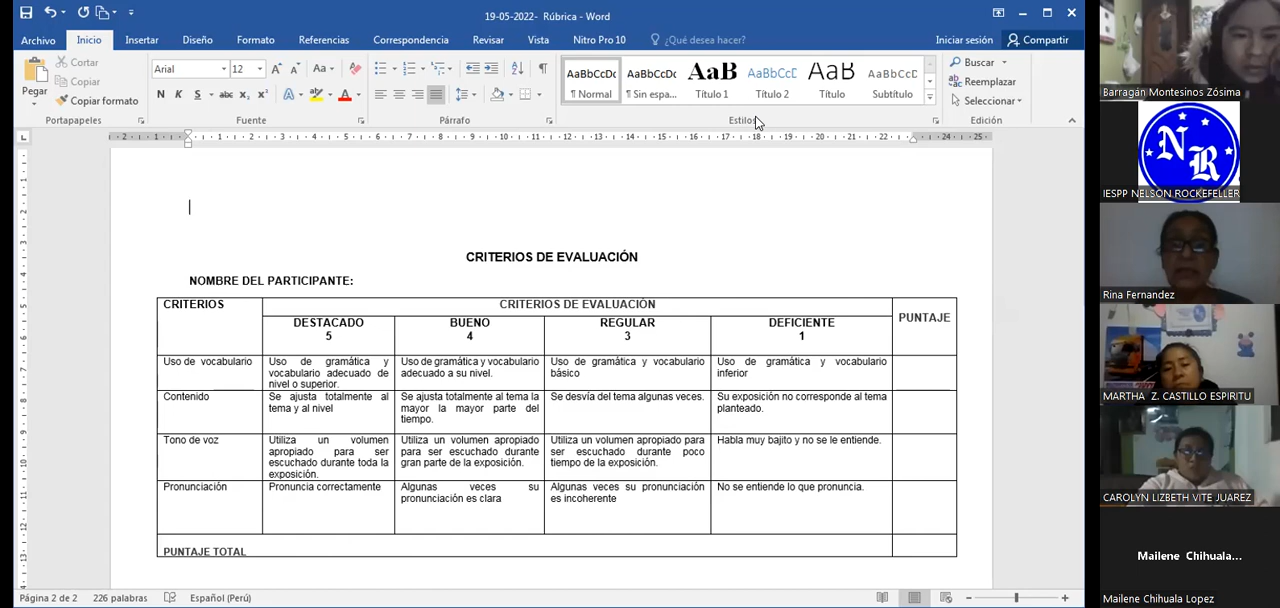 19-05-2022- Rúbrica - Word
Archivo Inicio Insertar Diseño Formato Referencias Correspondencia Revisar Vista Nitro Pro 10 ¿Qué desea hacer? Iniciar sesión Compartir
Pegar
Cortar
Copiar
Copiar formato
Portapapeles
Arial 12
Aa
N K S abc x₂ x²
Fuente
Párrafo
AaBbCcDc AaBbCcDc AaB AaBbCcD AaB AaBbCcD
¶ Normal ¶ Sin espa... Título 1 Título 2 Título Subtítulo
Estilos
Buscar
Reemplazar
Seleccionar
Edición
CRITERIOS DE EVALUACIÓN
NOMBRE DEL PARTICIPANTE:
CRITERIOS CRITERIOS DE EVALUACIÓN PUNTAJE
DESTACADO BUENO REGULAR DEFICIENTE
5 4 3 1
Uso de vocabulario
Uso de gramática y
vocabulario adecuado de
nivel o superior.
Uso de gramática y vocabulario
adecuado a su nivel.
Uso de gramática y vocabulario
básico
Uso de gramática y vocabulario
inferior
Contenido
Se ajusta totalmente al
tema y al nivel
Se ajusta totalmente al tema la
mayor la mayor parte del
tiempo.
Se desvía del tema algunas veces.
Su exposición no corresponde al tema
planteado.
Tono de voz
Utiliza un volumen
apropiado para ser
escuchado durante toda la
exposición.
Utiliza un volumen apropiado
para ser escuchado durante
gran parte de la exposición.
Utiliza un volumen apropiado para
ser escuchado durante poco
tiempo de la exposición.
Habla muy bajito y no se le entiende.
Pronunciación
Pronuncia correctamente
Algunas veces su
pronunciación es clara
Algunas veces su pronunciación
es incoherente
No se entiende lo que pronuncia.
PUNTAJE TOTAL
Página 2 de 2 226 palabras Español (Perú)
Barragán Montesinos Zósima
NR
IESPP NELSON ROCKEFELLER
Rina Fernandez
MARTHA Z. CASTILLO ESPIRITU
CAROLYN LIZBETH VITE JUAREZ
Mailene Chihuala...
Mailene Chihuala Lopez